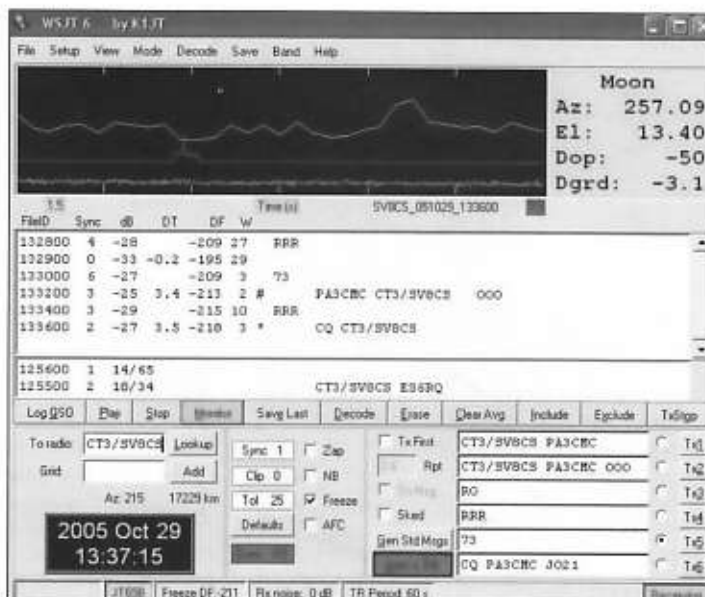 WSJT 6 by K1JT
File Setup View Mode Decode Save Band Help
Moon
Az: 257.09
El: 13.40
Dop: -50
Dgrd: -3.1
1.5 Time (s) SV8CS_051029_133600
FileID Sync dB DT DF W
132800 4 -28 -209 27 RRR
132900 0 -33 -0.2 -195 29
133000 6 -27 -209 3 73
133200 3 -25 3.4 -213 2 # PA3CMC CT3/SV8CS OOO
133400 3 -29 -215 10 RRR
133600 2 -27 3.5 -218 3 * CQ CT3/SV8CS
125600 1 14/65
125500 2 18/34 CT3/SV8CS ES6RQ
Log QSO Play Stop Monitor Save Last Decode Erase Clear Avg Include Exclude TxStop
To radio: CT3/SV8CS Lookup
Grid: Add
Az: 215 17229 km
2005 Oct 29
13:37:15
Sync 1 Zap
Clip 0 NB
Tol 25 Freeze
Defaults AFC
Tx First CT3/SV8CS PA3CMC Tx1
Rpt CT3/SV8CS PA3CMC OOO Tx2
RO Tx3
Sked RRR Tx4
Gen Std Msgs 73 Tx5
CQ PA3CMC JO21 Tx6
JT65B Freeze DF: -211 Rx noise: 0 dB TR Period: 60 s Receiving